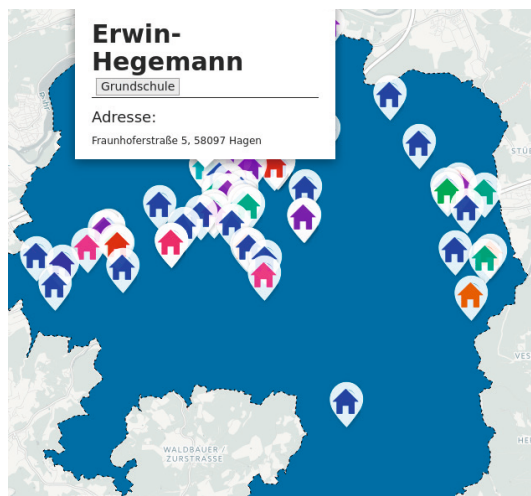 Erwin-
Hegemann
Grundschule
Adresse:
Fraunhoferstraße 5, 58097 Hagen
WALDBAUER /
ZURSTRASSE